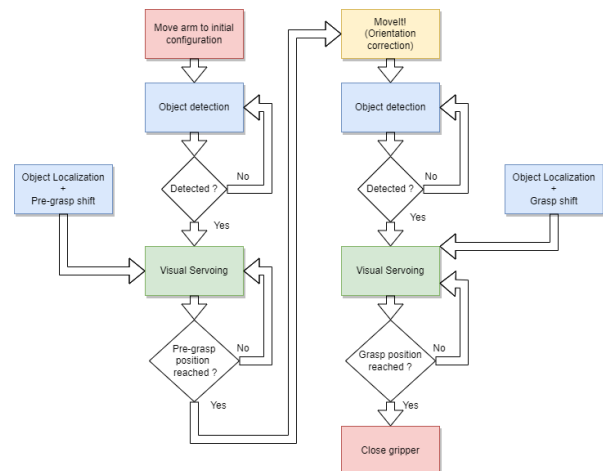 Move arm to initial
configuration
Object detection
No
Detected ?
Yes
Object Localization
+
Pre-grasp shift
Visual Servoing
No
Pre-grasp
position
reached ?
Yes
MoveIt!
(Orientation
correction)
Object detection
No
Detected ?
Yes
Object Localization
+
Grasp shift
Visual Servoing
No
Grasp position
reached ?
Yes
Close gripper